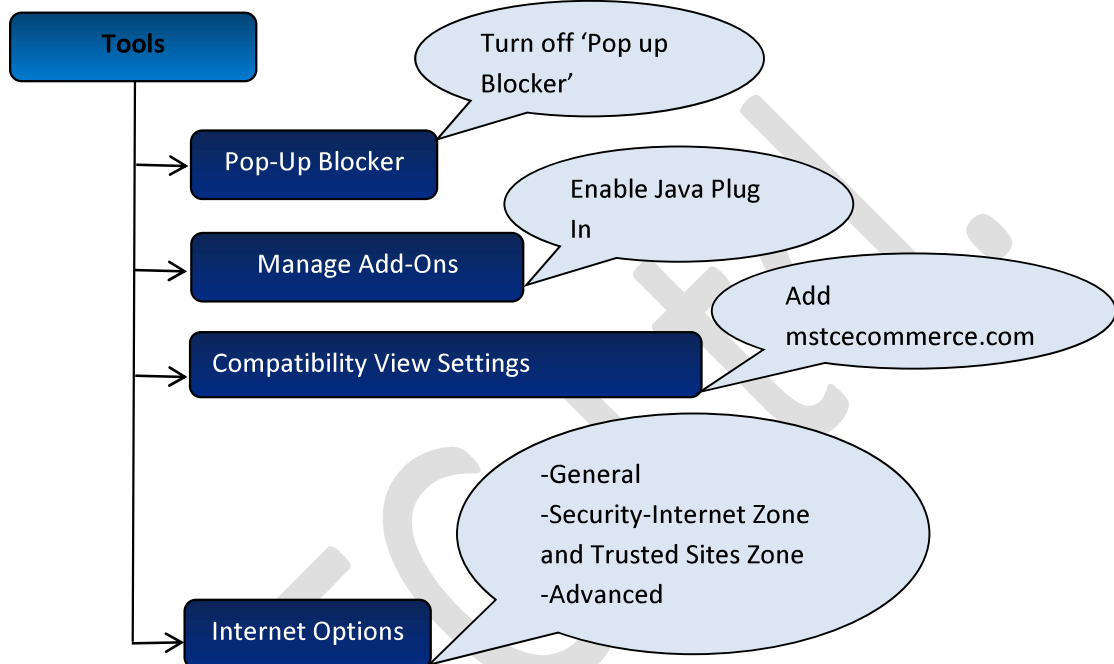 Tools
Turn off ‘Pop up
Blocker’
Pop-Up Blocker
Enable Java Plug
In
Manage Add-Ons
Add
mstcecommerce.com
Compatibility View Settings
-General
-Security-Internet Zone
and Trusted Sites Zone
-Advanced
Internet Options